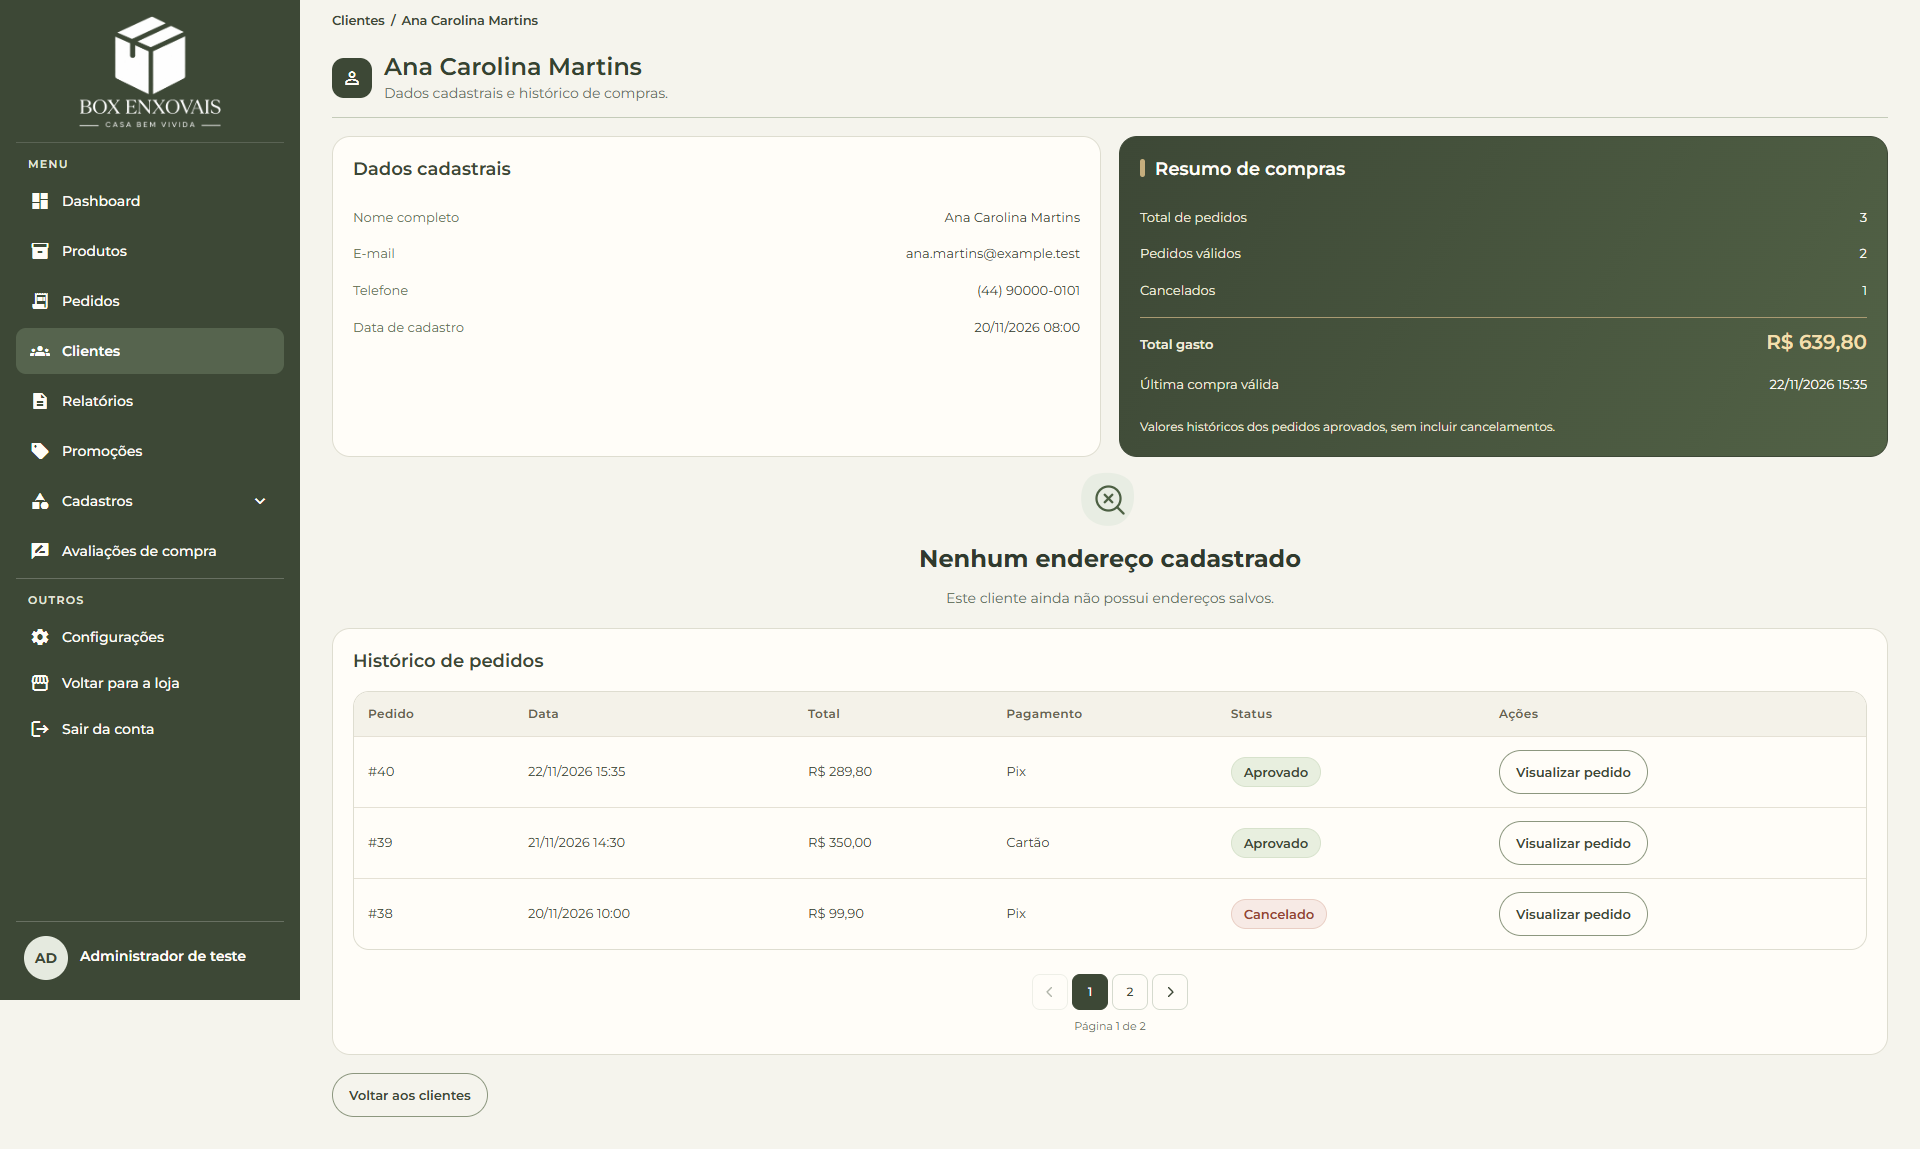 BOX ENXOVAIS
CASA BEM VIVIDA
MENU
Dashboard
Produtos
Pedidos
Clientes
Relatórios
Promoções
Cadastros
Avaliações de compra
OUTROS
Configurações
Voltar para a loja
Sair da conta
AD
Administrador de teste
Clientes / Ana Carolina Martins
Ana Carolina Martins
Dados cadastrais e histórico de compras.
Dados cadastrais
Nome completo Ana Carolina Martins
E-mail ana.martins@example.test
Telefone (44) 90000-0101
Data de cadastro 20/11/2026 08:00
Resumo de compras
Total de pedidos 3
Pedidos válidos 2
Cancelados 1
Total gasto R$ 639,80
Última compra válida 22/11/2026 15:35
Valores históricos dos pedidos aprovados, sem incluir cancelamentos.
Nenhum endereço cadastrado
Este cliente ainda não possui endereços salvos.
Histórico de pedidos
Pedido Data Total Pagamento Status Ações
#40 22/11/2026 15:35 R$ 289,80 Pix Aprovado Visualizar pedido
#39 21/11/2026 14:30 R$ 350,00 Cartão Aprovado Visualizar pedido
#38 20/11/2026 10:00 R$ 99,90 Pix Cancelado Visualizar pedido
1 2
Página 1 de 2
Voltar aos clientes